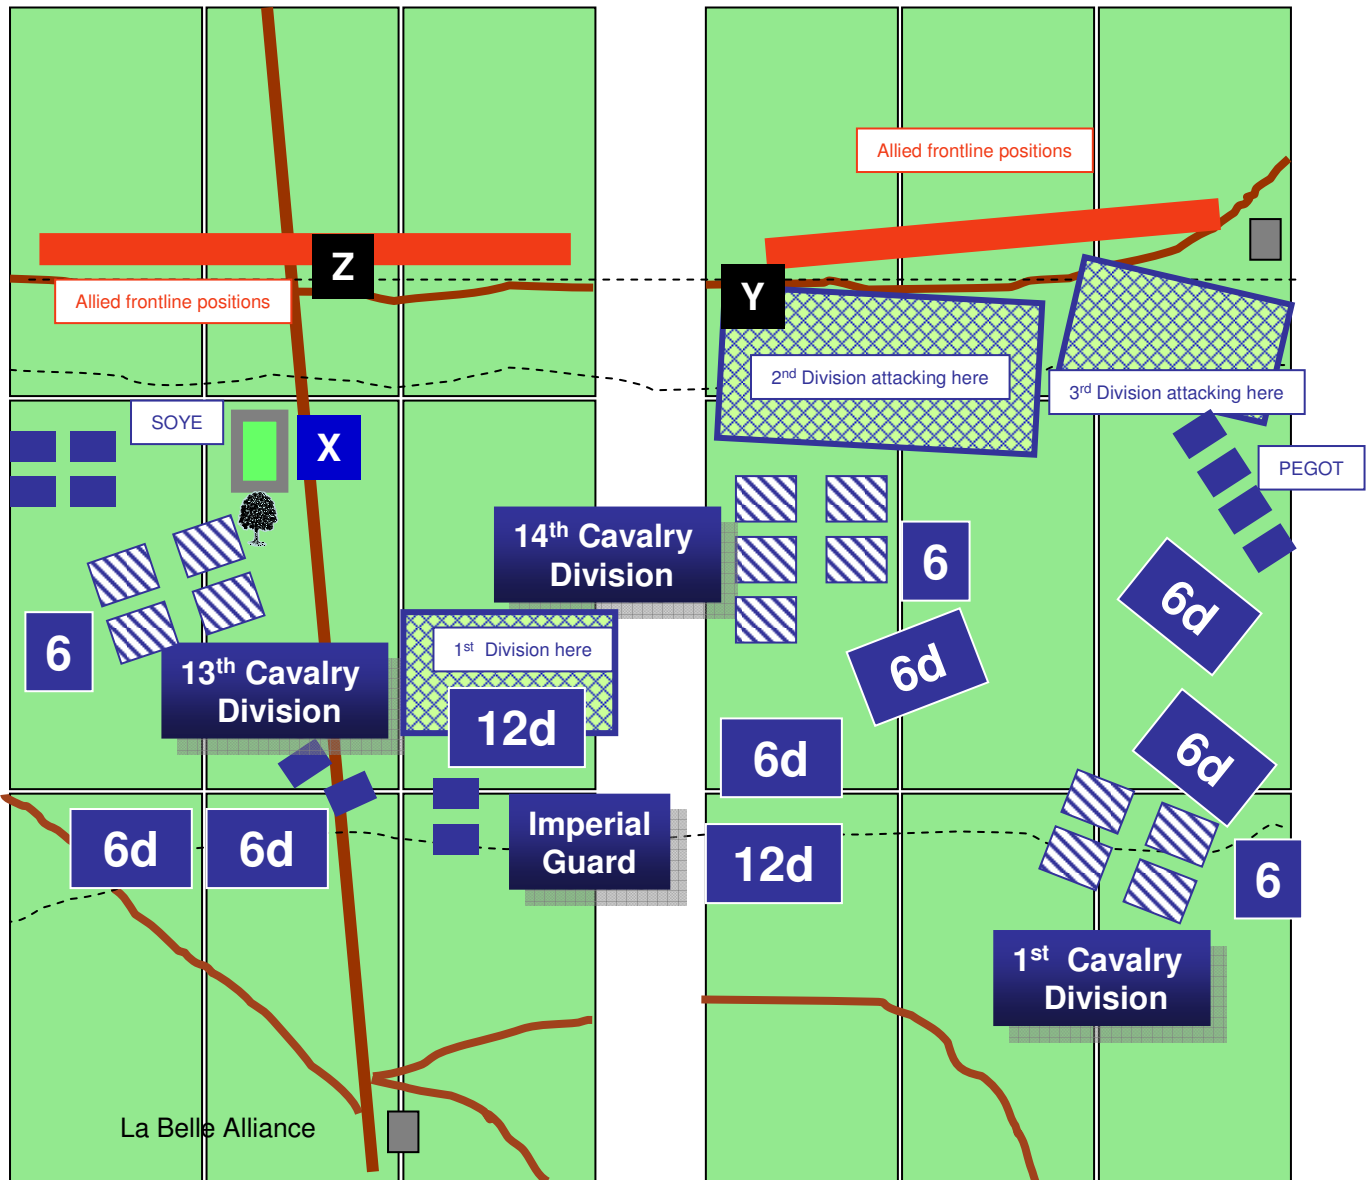 Allied frontline positions
Z
Y
Allied frontline positions
2nd Division attacking here
3rd Division attacking here
SOYE
X
PEGOT
14th Cavalry
Division
6
6d
6
13th Cavalry
Division
1st Division here
12d
6d
6d
6d
6d
6d
Imperial
Guard
12d
6
1st Cavalry
Division
La Belle Alliance